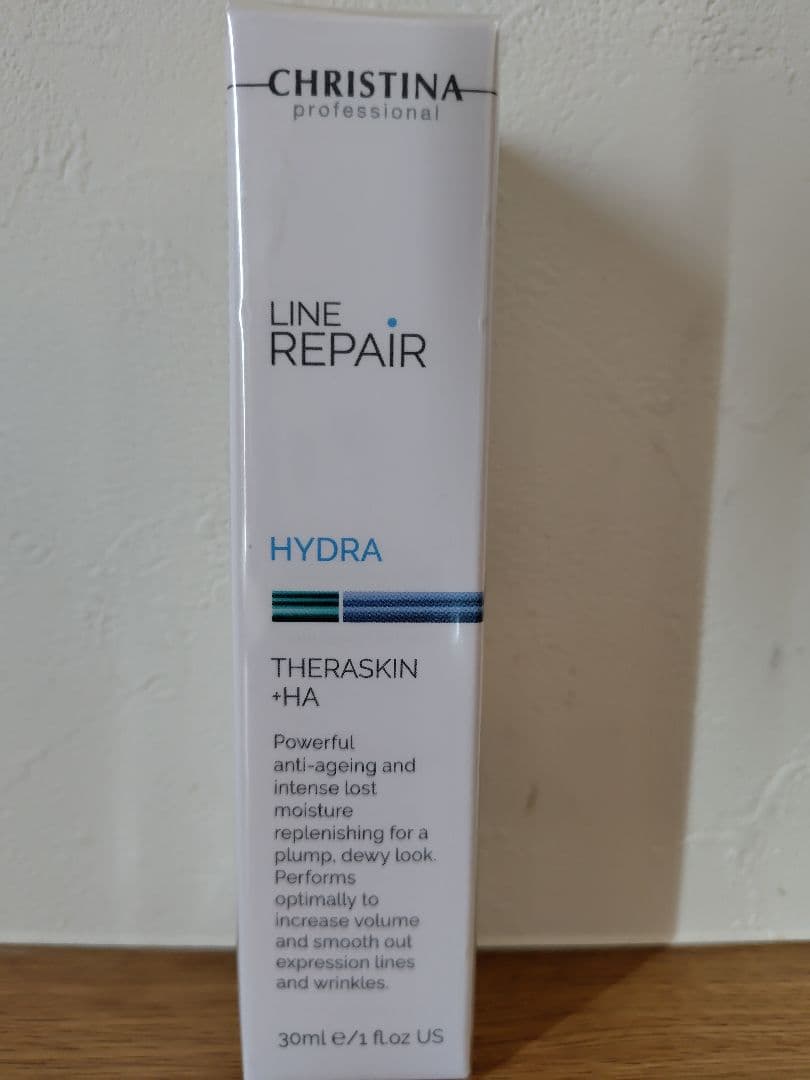 CHRISTINA
professional
LINE
REPAIR
HYDRA
THERASKIN
+HA
Powerful
anti-ageing and
intense lost
moisture
replenishing for a
plump, dewy look.
Performs
optimally to
increase volume
and smooth out
expression lines
and wrinkles.
30ml ℮/1 fl.oz US